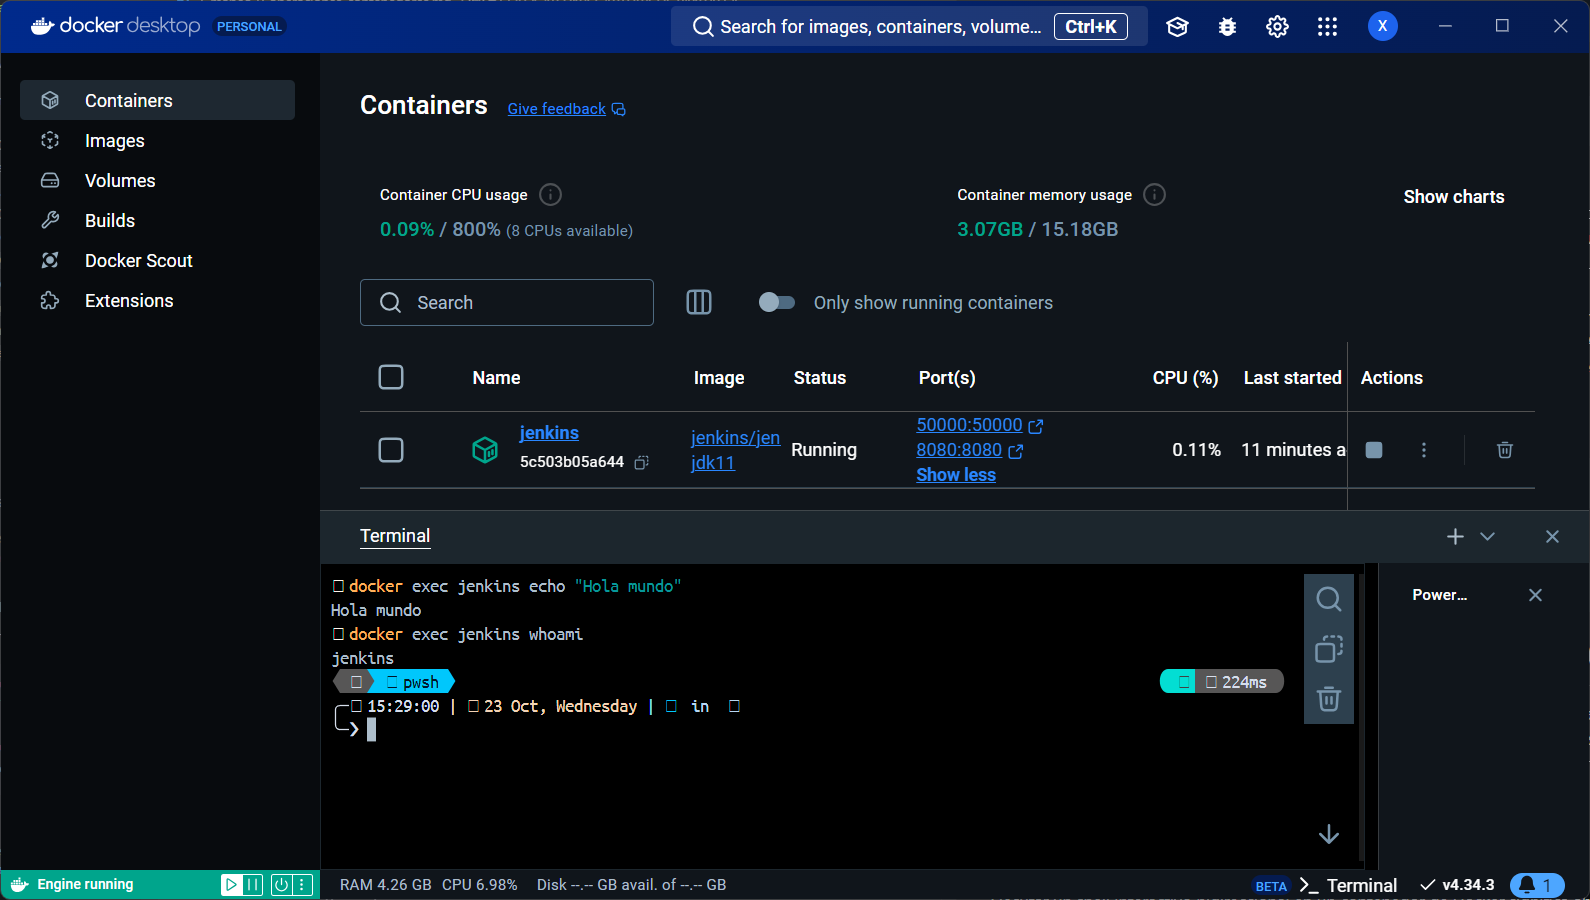 docker desktop PERSONAL
Search for images, containers, volume... Ctrl+K
X
Containers
Images
Volumes
Builds
Docker Scout
Extensions
Containers Give feedback
Container CPU usage
0.09% / 800% (8 CPUs available)
Container memory usage
3.07GB / 15.18GB
Show charts
Search
Only show running containers
Name Image Status Port(s) CPU (%) Last started Actions
jenkins
5c503b05a644
jenkins/jen
jdk11
Running
50000:50000
8080:8080
Show less
0.11%
11 minutes a
Terminal
docker exec jenkins echo "Hola mundo"
Hola mundo
docker exec jenkins whoami
jenkins
pwsh 224ms
15:29:00 | 23 Oct, Wednesday | in
❯
Power...
Engine running
RAM 4.26 GB CPU 6.98% Disk --.-- GB avail. of --.-- GB
BETA >_ Terminal v4.34.3 1